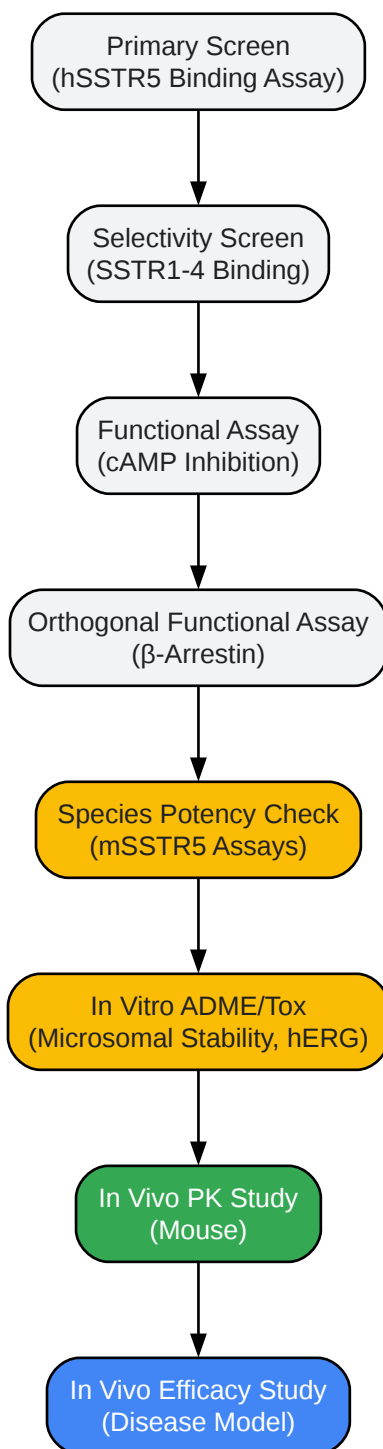 Primary Screen
(hSSTR5 Binding Assay)
Selectivity Screen
(SSTR1-4 Binding)
Functional Assay
(cAMP Inhibition)
Orthogonal Functional Assay
(β-Arrestin)
Species Potency Check
(mSSTR5 Assays)
In Vitro ADME/Tox
(Microsomal Stability, hERG)
In Vivo PK Study
(Mouse)
In Vivo Efficacy Study
(Disease Model)